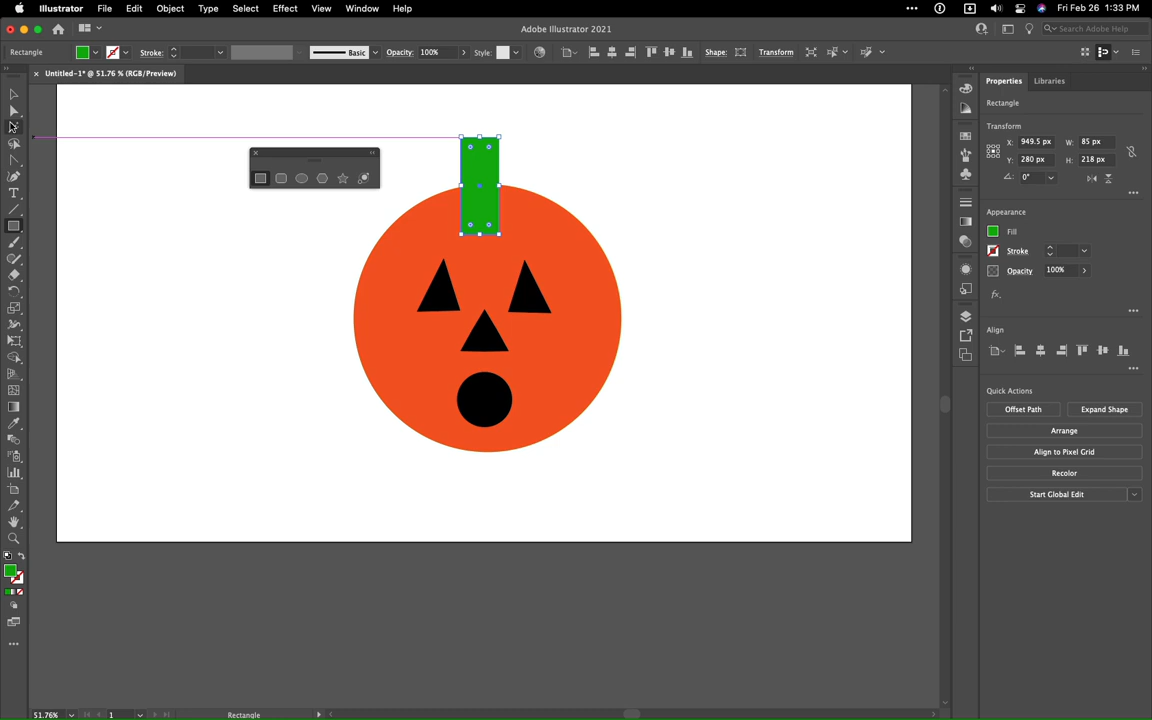 Illustrator File Edit Object Type Select Effect View Window Help Fri Feb 26 1:33 PM
Adobe Illustrator 2021 Search Adobe Help
Rectangle Stroke: Basic Opacity: 100% Style: Shape: Transform
Untitled-1* @ 51.76 % (RGB/Preview)
Properties Libraries
Rectangle
Transform
X: 949.5 px W: 85 px
Y: 280 px H: 218 px
0°
Appearance
Fill
Stroke
Opacity 100%
fx.
Align
Quick Actions
Offset Path Expand Shape
Arrange
Align to Pixel Grid
Recolor
Start Global Edit
51.76% 1 Rectangle